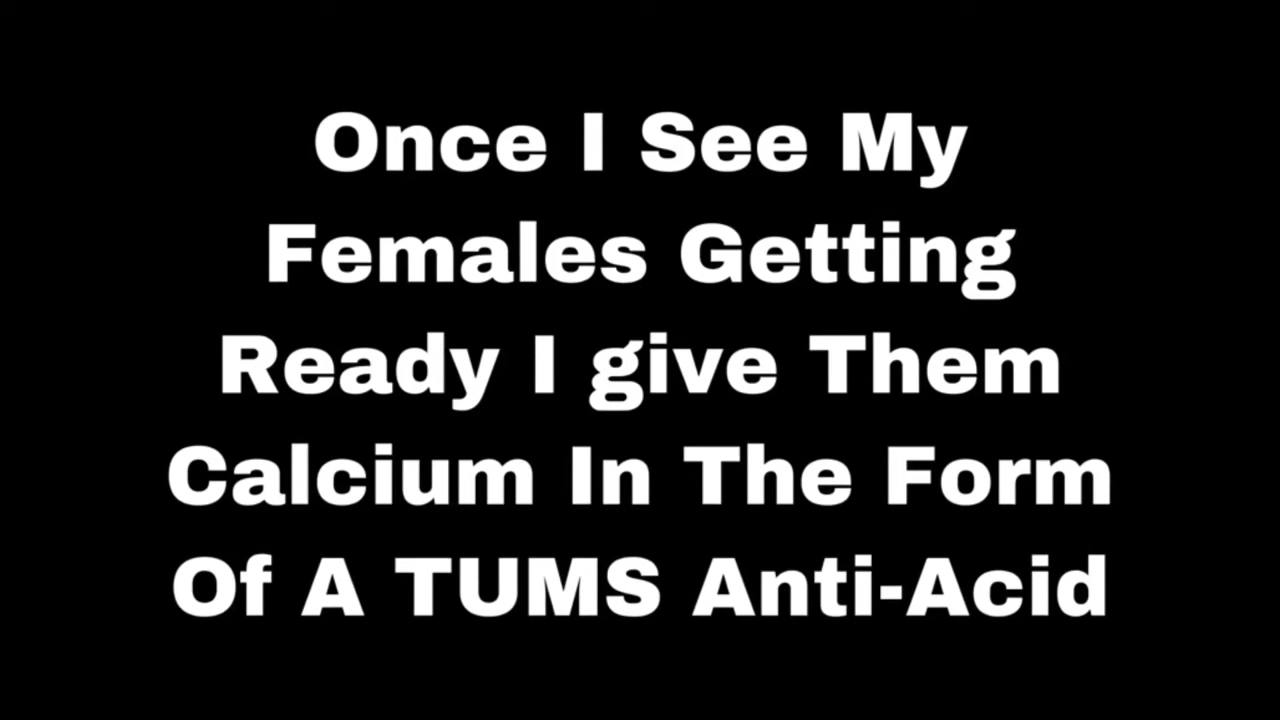 Once I See My
Females Getting
Ready I give Them
Calcium In The Form
Of A TUMS Anti-Acid